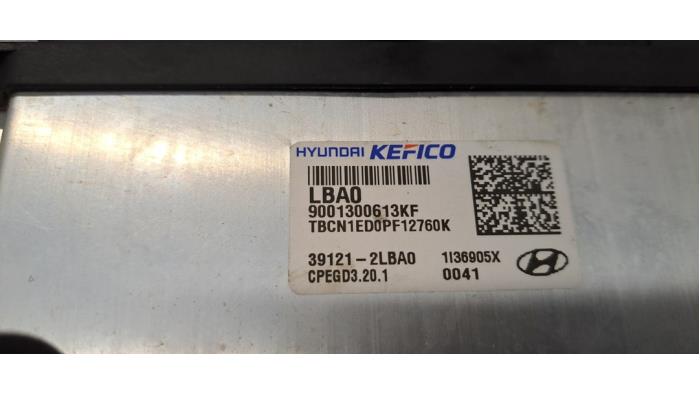 HYUNDAI KEFICO
LBA0
9001300613KF
TBCN1ED0PF12760K
39121-2LBA0 1I36905X
CPEGD3.20.1 0041